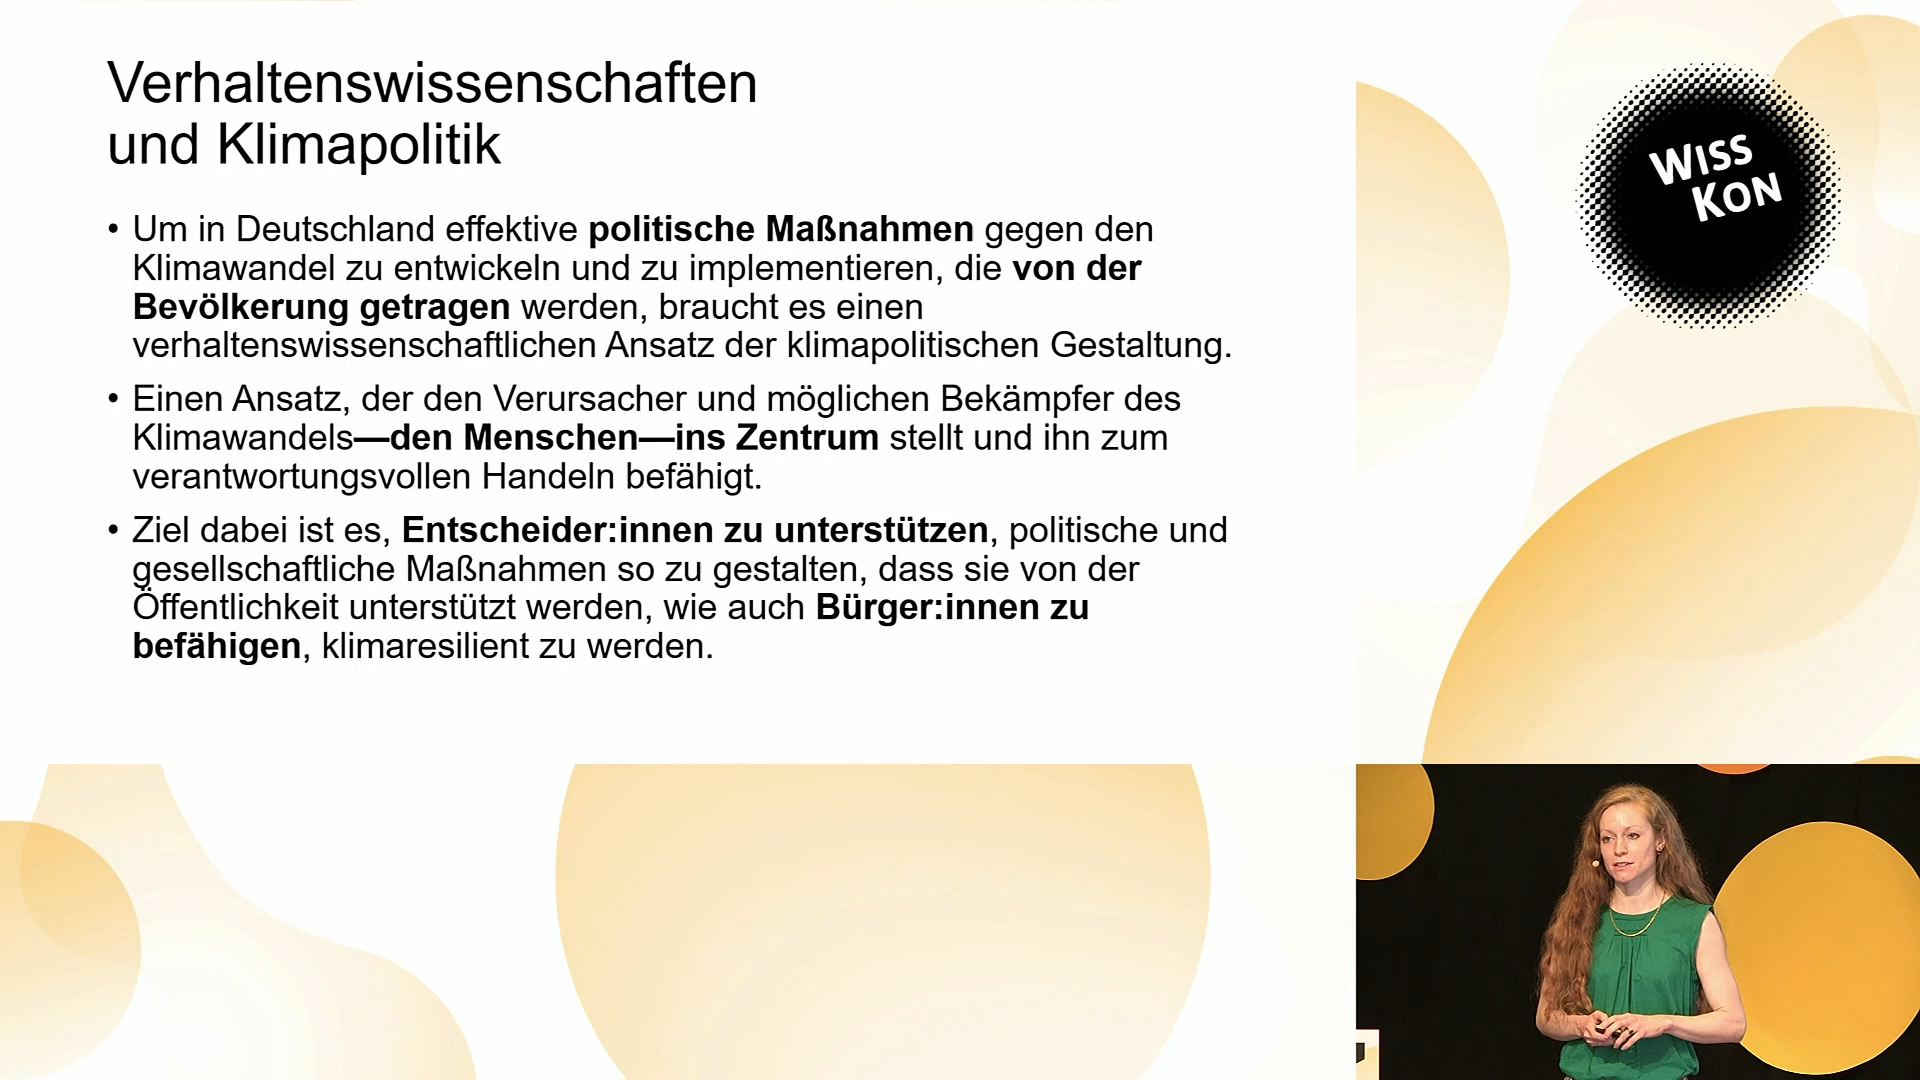 Verhaltenswissenschaften
und Klimapolitik
• Um in Deutschland effektive politische Maßnahmen gegen den
Klimawandel zu entwickeln und zu implementieren, die von der
Bevölkerung getragen werden, braucht es einen
verhaltenswissenschaftlichen Ansatz der klimapolitischen Gestaltung.
• Einen Ansatz, der den Verursacher und möglichen Bekämpfer des
Klimawandels—den Menschen—ins Zentrum stellt und ihn zum
verantwortungsvollen Handeln befähigt.
• Ziel dabei ist es, Entscheider:innen zu unterstützen, politische und
gesellschaftliche Maßnahmen so zu gestalten, dass sie von der
Öffentlichkeit unterstützt werden, wie auch Bürger:innen zu
befähigen, klimaresilient zu werden.
WISS
KON